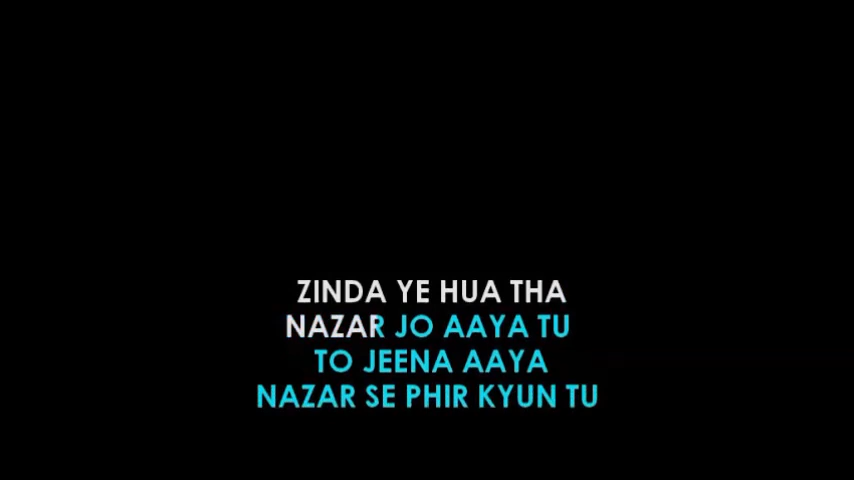 ZINDA YE HUA THA
NAZAR JO AAYA TU
TO JEENA AAYA
NAZAR SE PHIR KYUN TU